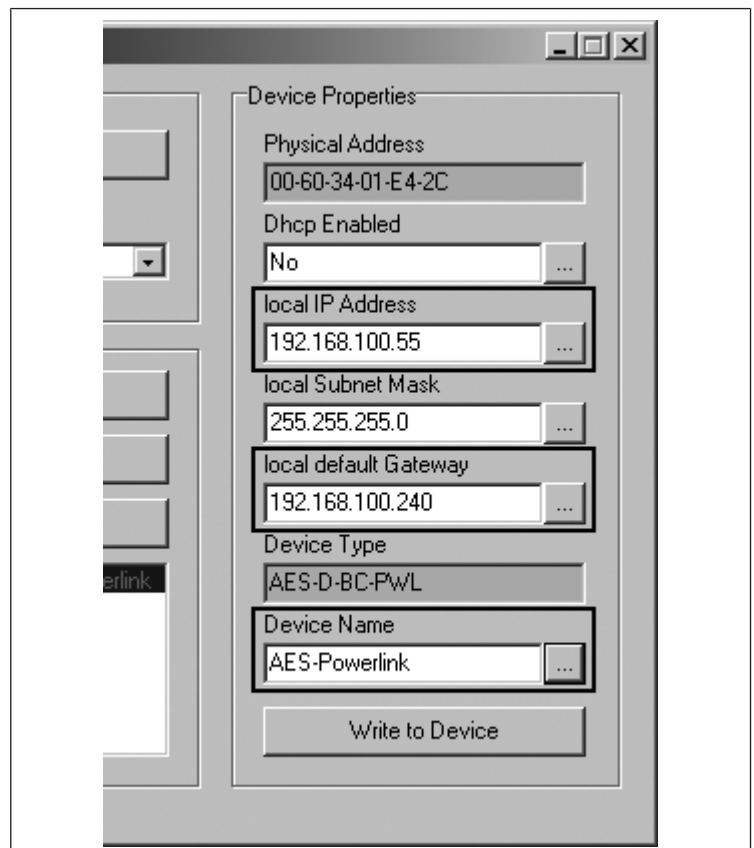 Device Properties
Physical Address
00-60-34-01-E4-2C
Dhcp Enabled
No
...
local IP Address
192.168.100.55
...
local Subnet Mask
255.255.255.0
...
local default Gateway
192.168.100.240
...
Device Type
AES-D-BC-PWL
erlink
Device Name
AES-Powerlink
...
Write to Device